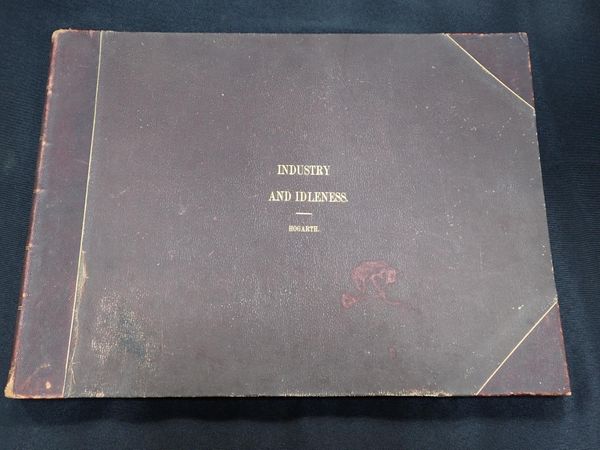 INDUSTRY
AND IDLENESS.
HOGARTH.